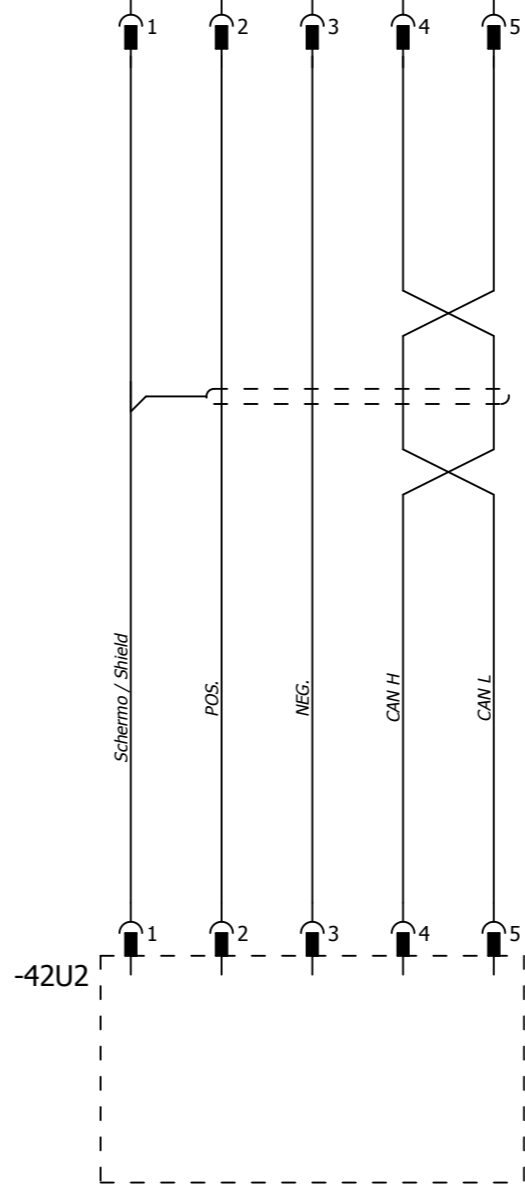 1 2 3 4 5
Schermo / Shield
POS.
NEG.
CAN H
CAN L
1 2 3 4 5
-42U2